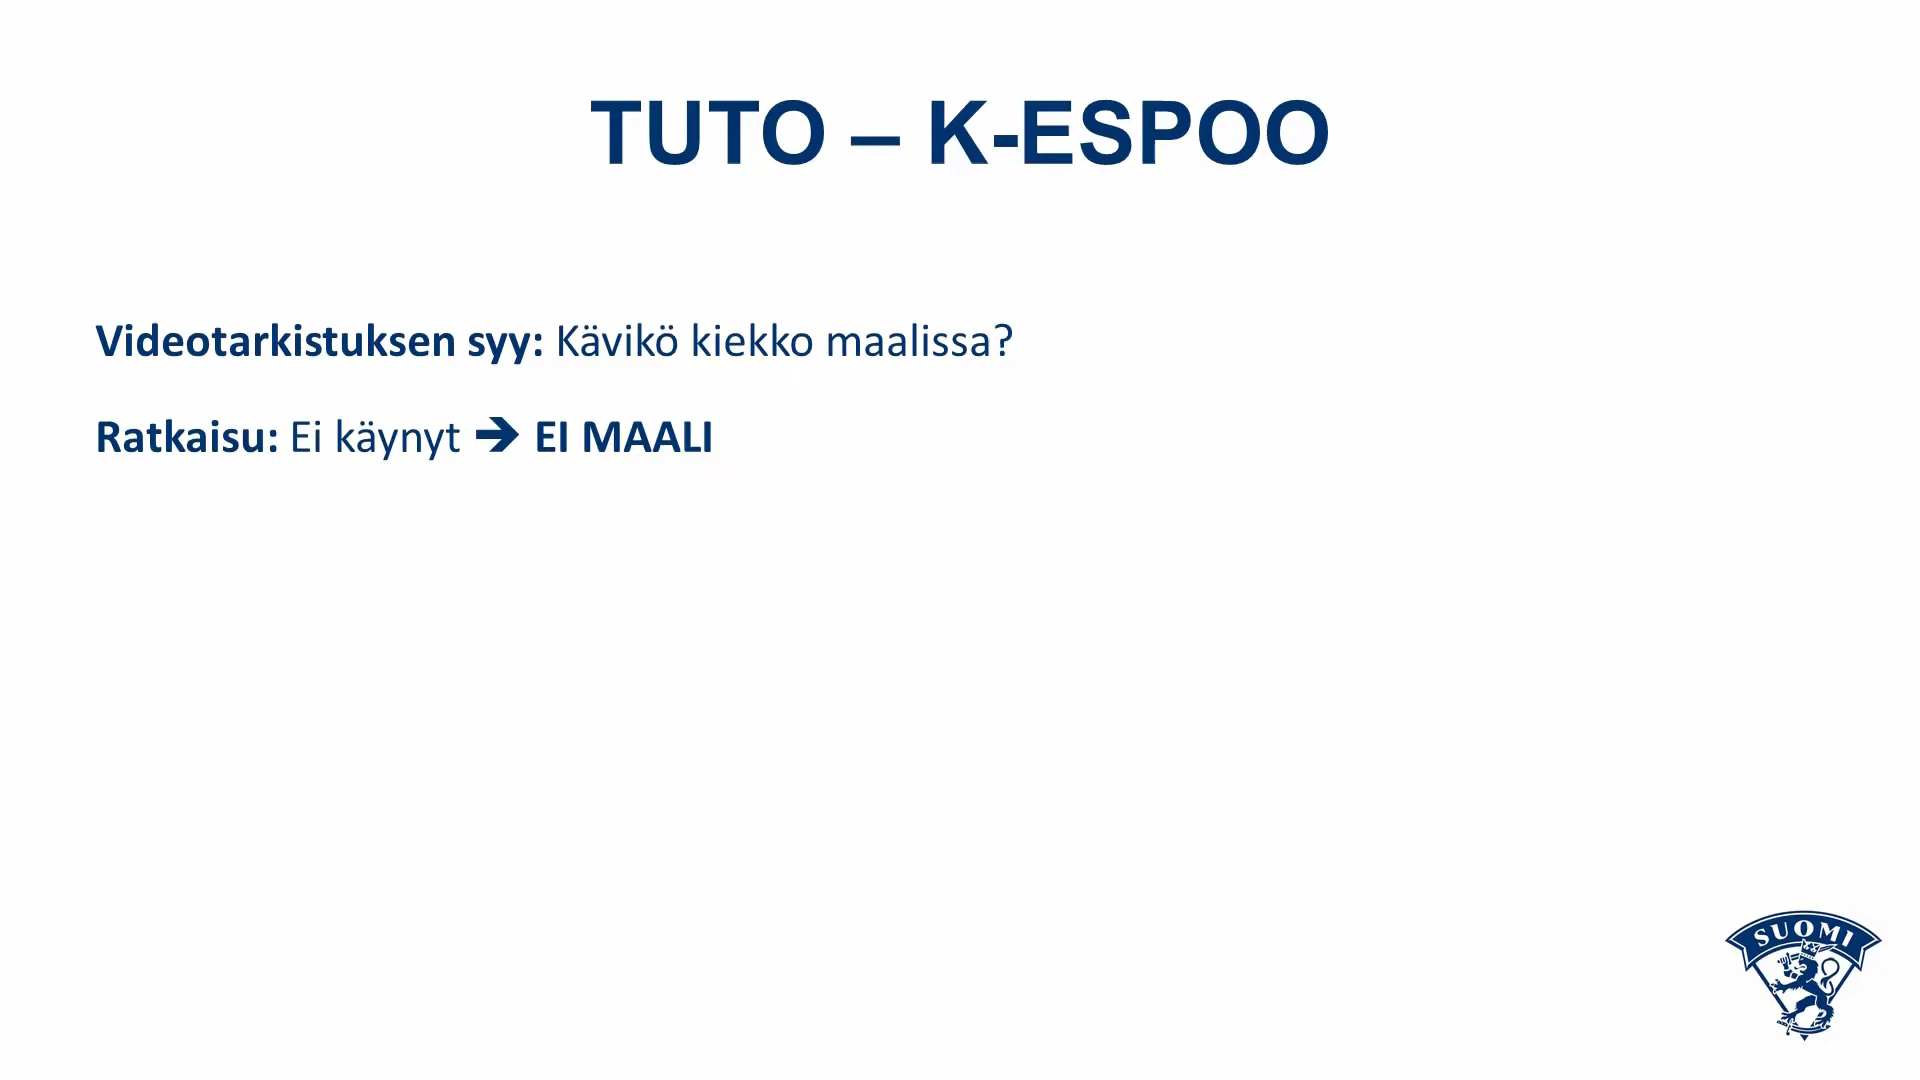 TUTO – K-ESPOO
Videotarkistuksen syy: Kävikö kiekko maalissa?
Ratkaisu: Ei käynyt ➔ EI MAALI
SUOMI